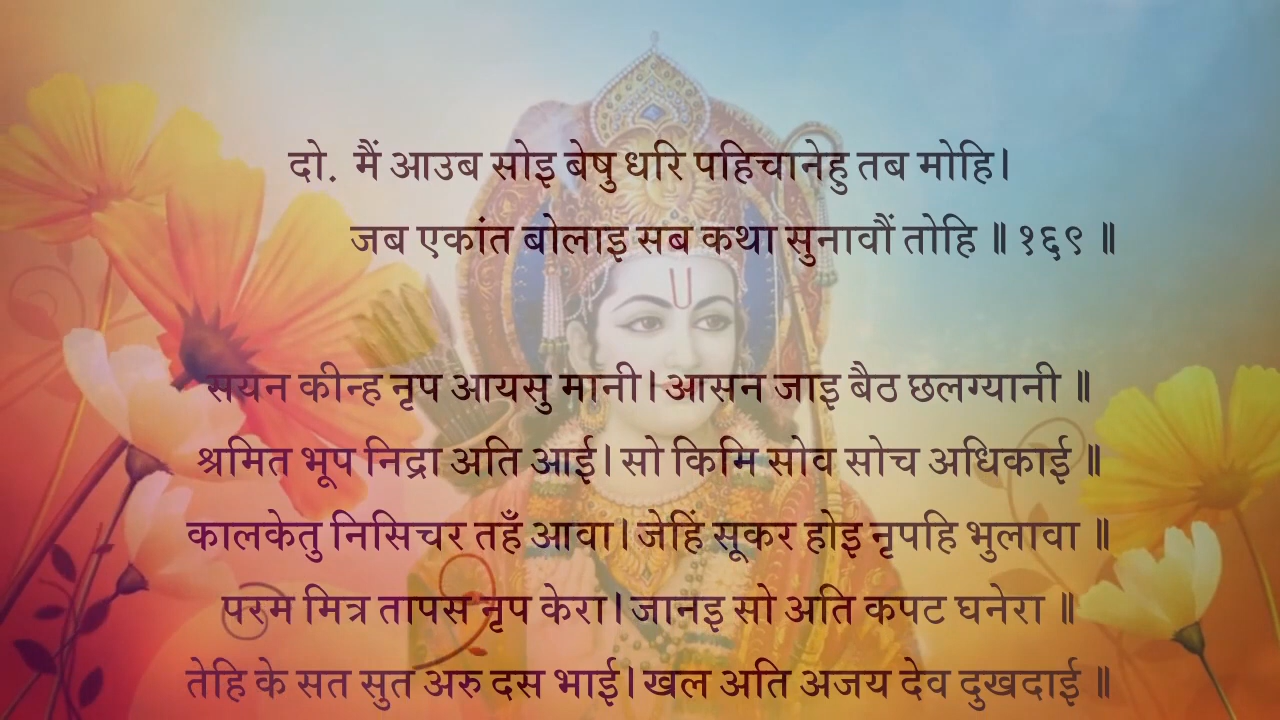 दो. मैं आउब सोइ बेषु धरि पहिचानेहु तब मोहि।
जब एकांत बोलाइ सब कथा सुनावौं तोहि ॥ १६९ ॥
सयन कीन्ह नृप आयसु मानी। आसन जाइ बैठ छलग्यानी ॥
श्रमित भूप निद्रा अति आई। सो किमि सोव सोच अधिकाई ॥
कालकेतु निसिचर तहँ आवा। जेहिं सूकर होइ नृपहि भुलावा ॥
परम मित्र तापस नृप केरा। जानइ सो अति कपट घनेरा ॥
तेहि के सत सुत अरु दस भाई। खल अति अजय देव दुखदाई ॥